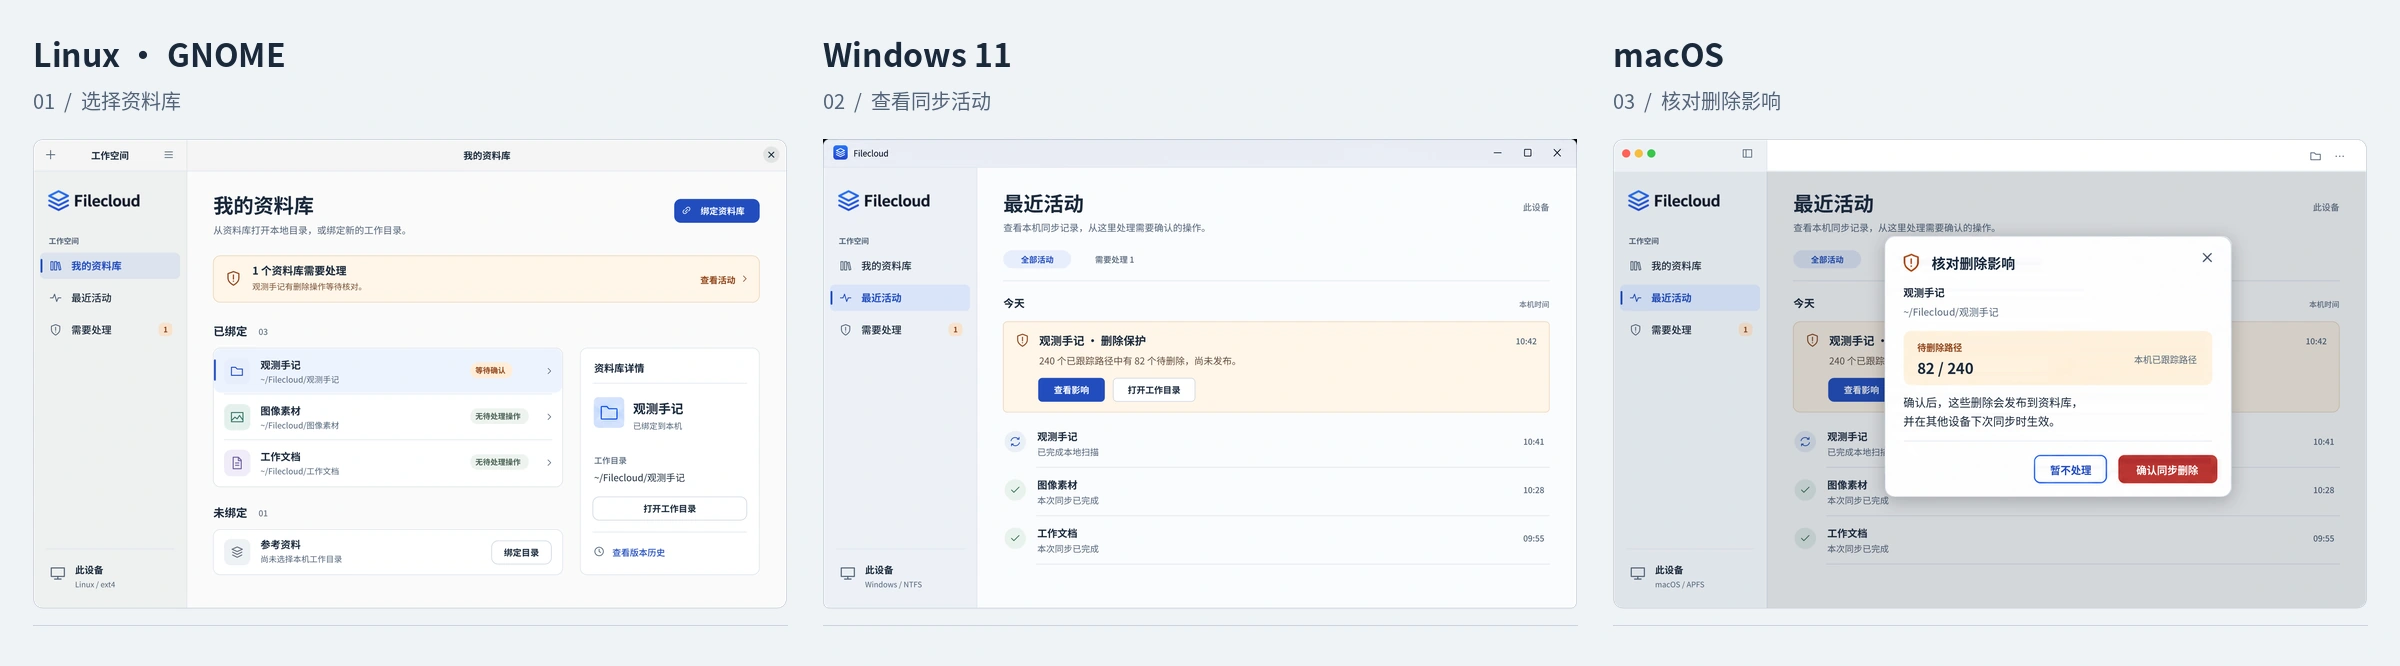 Linux · GNOME
01 / 选择资料库
工作空间
我的资料库
Filecloud
工作空间
我的资料库
最近活动
需要处理 1
此设备
Linux / ext4
我的资料库
从资料库打开本地目录，或绑定新的工作目录。
绑定资料库
1 个资料库需要处理
观测手记有删除操作等待核对。
查看活动
已绑定 03
观测手记
~/Filecloud/观测手记
等待确认
图像素材
~/Filecloud/图像素材
无待处理操作
工作文档
~/Filecloud/工作文档
无待处理操作
未绑定 01
参考资料
尚未选择本机工作目录
绑定目录
资料库详情
观测手记
已绑定到本机
工作目录
~/Filecloud/观测手记
打开工作目录
查看版本历史
Windows 11
02 / 查看同步活动
Filecloud
Filecloud
工作空间
我的资料库
最近活动
需要处理 1
此设备
Windows / NTFS
最近活动
查看本机同步记录，从这里处理需要确认的操作。
此设备
全部活动
需要处理 1
今天
本机时间
观测手记 · 删除保护
10:42
240 个已跟踪路径中有 82 个待删除，尚未发布。
查看影响
打开工作目录
观测手记
已完成本地扫描
10:41
图像素材
本次同步已完成
10:28
工作文档
本次同步已完成
09:55
macOS
03 / 核对删除影响
Filecloud
工作空间
我的资料库
最近活动
需要处理 1
此设备
macOS / APFS
最近活动
查看本机同步记录，从这里处理需要确认的操作。
此设备
全部活动
今天
观测手记 ·
10:42
240 个已跟踪
查看影响
观测手记
已完成本地扫描
10:41
图像素材
本次同步已完成
10:28
工作文档
本次同步已完成
09:55
核对删除影响
观测手记
~/Filecloud/观测手记
待删除路径
82 / 240
本机已跟踪路径
确认后，这些删除会发布到资料库，
并在其他设备下次同步时生效。
暂不处理
确认同步删除